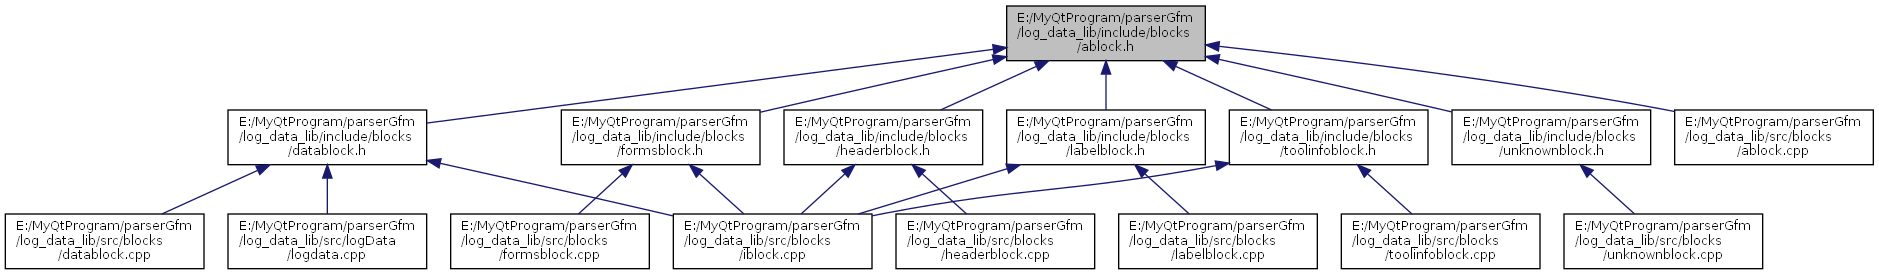 E:/MyQtProgram/parserGfm
/log_data_lib/include/blocks
/ablock.h
E:/MyQtProgram/parserGfm
/log_data_lib/include/blocks
/datablock.h
E:/MyQtProgram/parserGfm
/log_data_lib/include/blocks
/formsblock.h
E:/MyQtProgram/parserGfm
/log_data_lib/include/blocks
/headerblock.h
E:/MyQtProgram/parserGfm
/log_data_lib/include/blocks
/labelblock.h
E:/MyQtProgram/parserGfm
/log_data_lib/include/blocks
/toolinfoblock.h
E:/MyQtProgram/parserGfm
/log_data_lib/include/blocks
/unknownblock.h
E:/MyQtProgram/parserGfm
/log_data_lib/src/blocks
/ablock.cpp
E:/MyQtProgram/parserGfm
/log_data_lib/src/blocks
/datablock.cpp
E:/MyQtProgram/parserGfm
/log_data_lib/src/logData
/logdata.cpp
E:/MyQtProgram/parserGfm
/log_data_lib/src/blocks
/formsblock.cpp
E:/MyQtProgram/parserGfm
/log_data_lib/src/blocks
/iblock.cpp
E:/MyQtProgram/parserGfm
/log_data_lib/src/blocks
/headerblock.cpp
E:/MyQtProgram/parserGfm
/log_data_lib/src/blocks
/labelblock.cpp
E:/MyQtProgram/parserGfm
/log_data_lib/src/blocks
/toolinfoblock.cpp
E:/MyQtProgram/parserGfm
/log_data_lib/src/blocks
/unknownblock.cpp